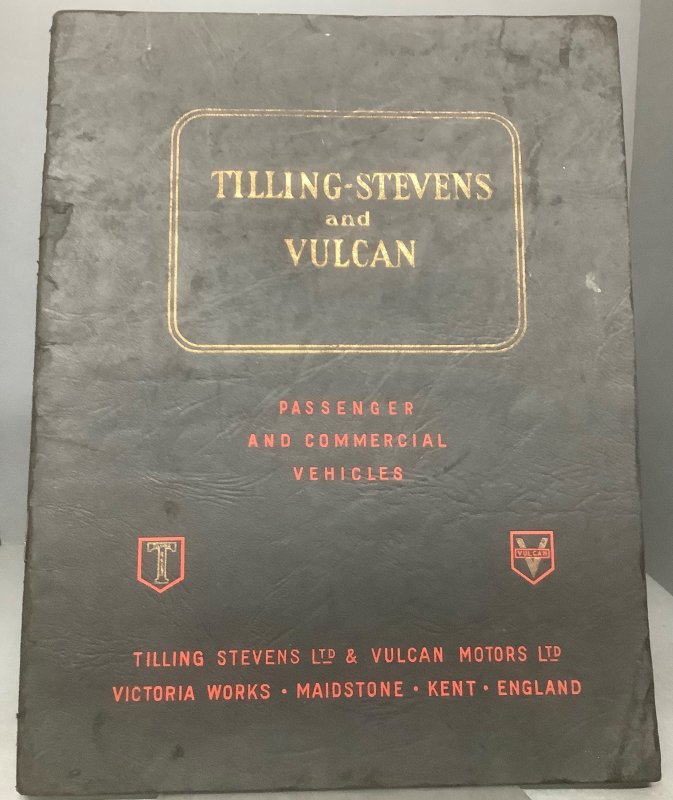 TILLING-STEVENS
and
VULCAN
PASSENGER
AND COMMERCIAL
VEHICLES
T
VULCAN
V
TILLING STEVENS LTD & VULCAN MOTORS LTD
VICTORIA WORKS · MAIDSTONE · KENT · ENGLAND